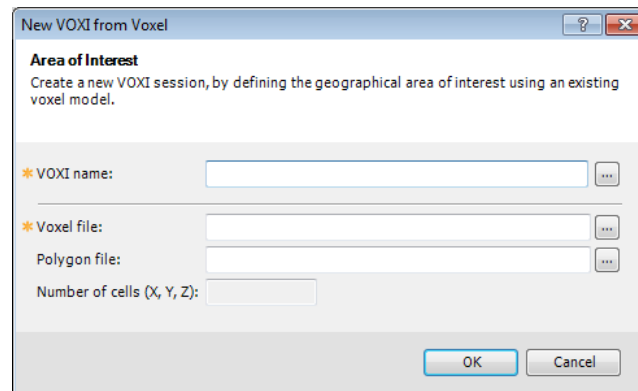 New VOXI from Voxel
Area of Interest
Create a new VOXI session, by defining the geographical area of interest using an existing
voxel model.
* VOXI name:
...
* Voxel file:
...
Polygon file:
...
Number of cells (X, Y, Z):
OK Cancel